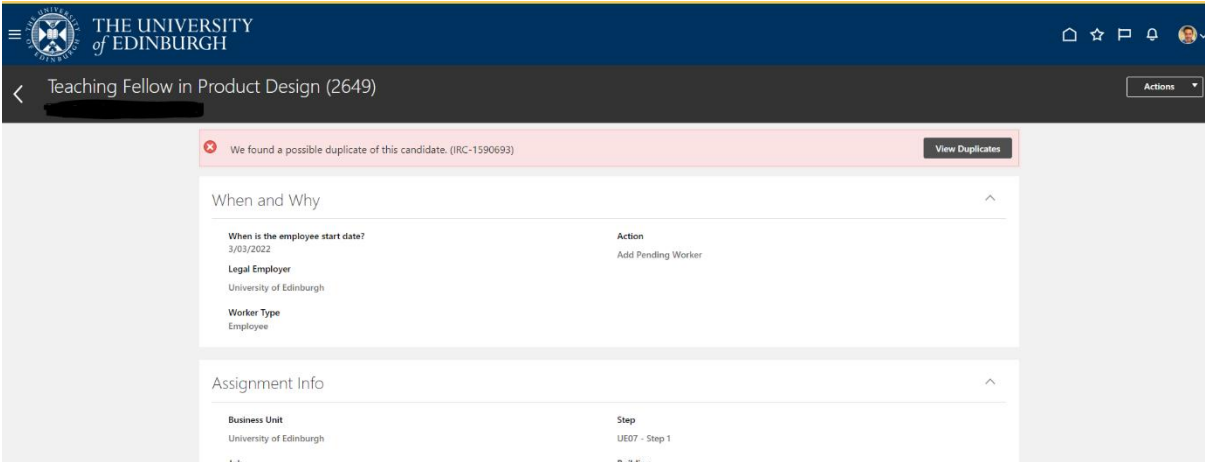 THE UNIVERSITY
of EDINBURGH
Teaching Fellow in Product Design (2649)
Actions
We found a possible duplicate of this candidate. (IRC-1590693)
View Duplicates
When and Why
When is the employee start date?
3/03/2022
Action
Add Pending Worker
Legal Employer
University of Edinburgh
Worker Type
Employee
Assignment Info
Business Unit
University of Edinburgh
Step
UE07 - Step 1